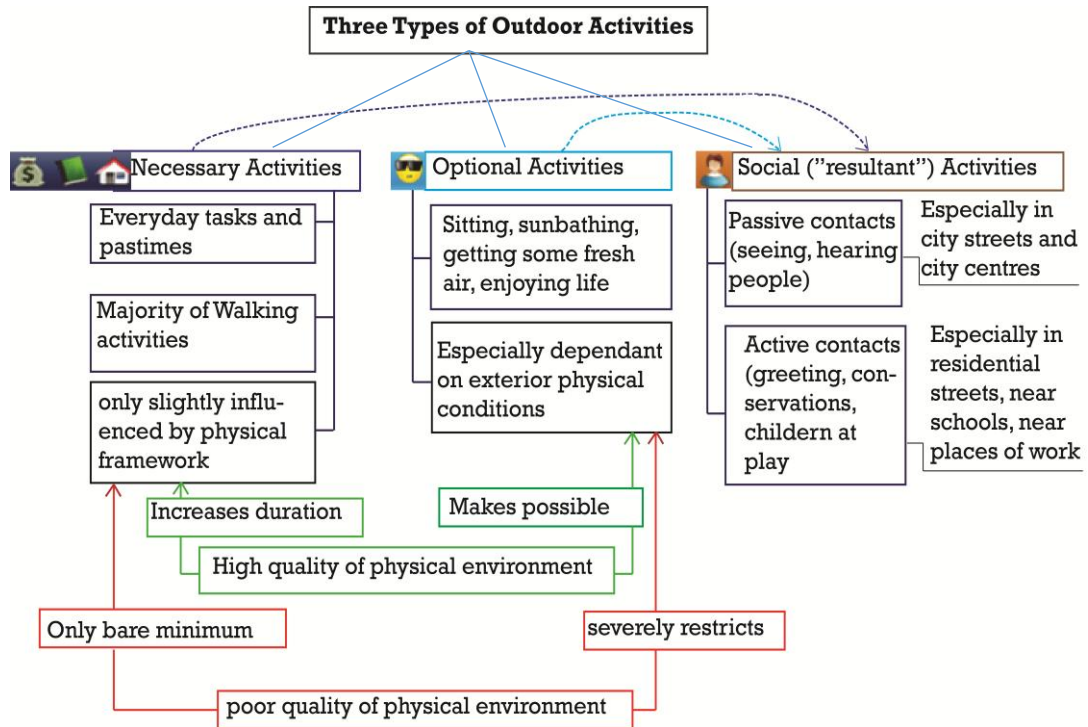 Three Types of Outdoor Activities
$
Necessary Activities
Optional Activities
Social ("resultant") Activities
Everyday tasks and
pastimes
Majority of Walking
activities
only slightly influ-
enced by physical
framework
Sitting, sunbathing,
getting some fresh
air, enjoying life
Especially dependant
on exterior physical
conditions
Passive contacts
(seeing, hearing
people)
Especially in
city streets and
city centres
Active contacts
(greeting, con-
servations,
childern at
play
Especially in
residential
streets, near
schools, near
places of work
Increases duration
Makes possible
High quality of physical environment
Only bare minimum
severely restricts
poor quality of physical environment